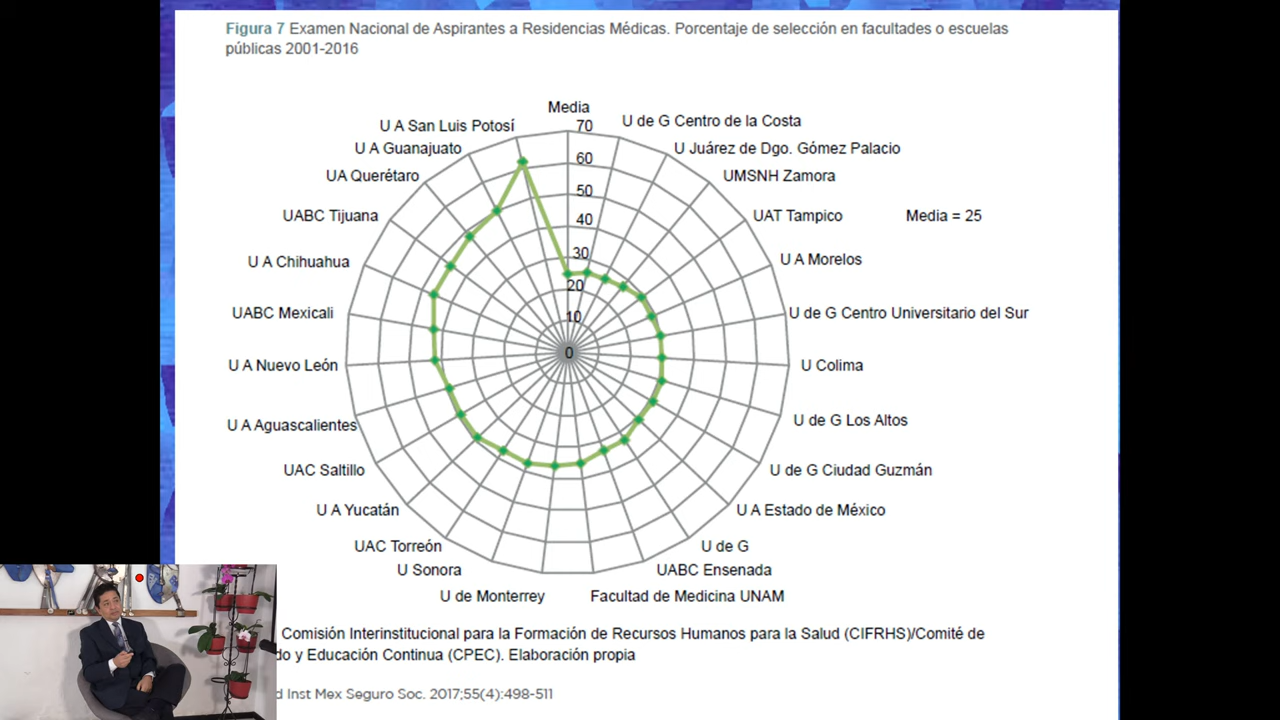 Figura 7 Examen Nacional de Aspirantes a Residencias Médicas. Porcentaje de selección en facultades o escuelas
públicas 2001-2016
Media
70
60
50
40
30
20
10
0
U de G Centro de la Costa
U Juárez de Dgo. Gómez Palacio
UMSNH Zamora
UAT Tampico
Media = 25
U A Morelos
U de G Centro Universitario del Sur
U Colima
U de G Los Altos
U de G Ciudad Guzmán
U A Estado de México
U de G
UABC Ensenada
Facultad de Medicina UNAM
U de Monterrey
U Sonora
UAC Torreón
U A Yucatán
UAC Saltillo
U A Aguascalientes
U A Nuevo León
UABC Mexicali
U A Chihuahua
UABC Tijuana
UA Querétaro
U A Guanajuato
U A San Luis Potosí
Comisión Interinstitucional para la Formación de Recursos Humanos para la Salud (CIFRHS)/Comité de
do y Educación Continua (CPEC). Elaboración propia
d Inst Mex Seguro Soc. 2017;55(4):498-511